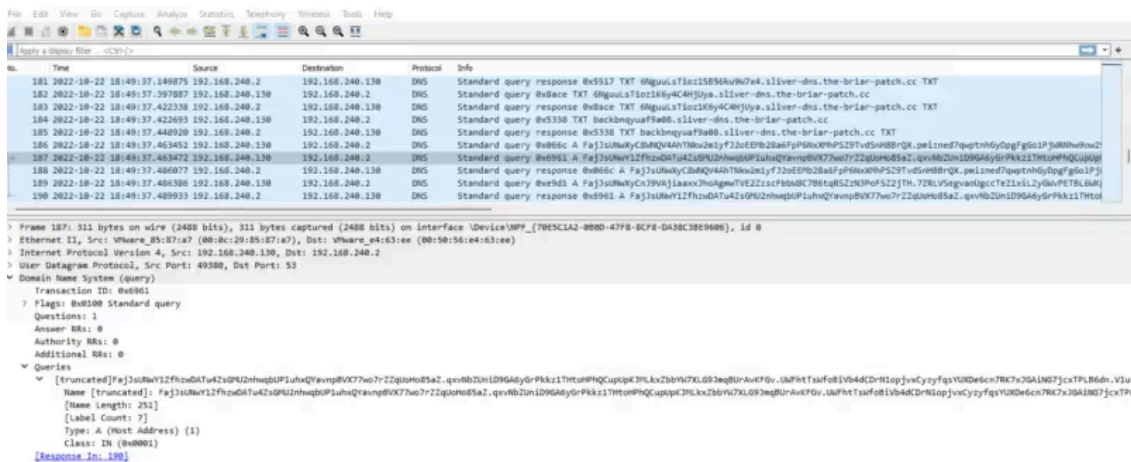 File Edit View Go Capture Analyze Statistics Telephony Wireless Tools Help
Apply a display filter ... <Ctrl-/>
No. Time Source Destination Protocol Info
181 2022-10-22 18:49:37.149875 192.168.240.2 192.168.240.130 DNS Standard query response 0x5517 TXT
182 2022-10-22 18:49:37.397887 192.168.240.130 192.168.240.2 DNS Standard query 0x8ace TXT
183 2022-10-22 18:49:37.422338 192.168.240.2 192.168.240.130 DNS Standard query response 0x8ace TXT
184 2022-10-22 18:49:37.422693 192.168.240.130 192.168.240.2 DNS Standard query 0x5338 TXT backbnqyuaf9a08.sliver-dns.the-briar-patch.cc
185 2022-10-22 18:49:37.448920 192.168.240.2 192.168.240.130 DNS Standard query response 0x5338 TXT backbnqyuaf9a08.sliver-dns.the-briar-patch.cc TXT
186 2022-10-22 18:49:37.463452 192.168.240.130 192.168.240.2 DNS Standard query 0x066c A
187 2022-10-22 18:49:37.463472 192.168.240.130 192.168.240.2 DNS Standard query 0x6961 A
188 2022-10-22 18:49:37.486077 192.168.240.2 192.168.240.130 DNS Standard query response 0x066c A
189 2022-10-22 18:49:37.486386 192.168.240.130 192.168.240.2 DNS Standard query 0xe9d1 A
190 2022-10-22 18:49:37.489933 192.168.240.2 192.168.240.130 DNS Standard query response 0x6961 A
Frame 187: 311 bytes on wire (2488 bits), 311 bytes captured (2488 bits) on interface id 0
Ethernet II, Src: VMware_85:87:a7 (00:0c:29:85:87:a7), Dst: VMware_e4:63:ee (00:50:56:e4:63:ee)
Internet Protocol Version 4, Src: 192.168.240.130, Dst: 192.168.240.2
User Datagram Protocol, Src Port: 49380, Dst Port: 53
Domain Name System (query)
Transaction ID: 0x6961
Flags: 0x0100 Standard query
Questions: 1
Answer RRs: 0
Authority RRs: 0
Additional RRs: 0
Queries
[truncated]
Name [truncated]:
[Name Length: 251]
[Label Count: 7]
Type: A (Host Address) (1)
Class: IN (0x0001)
[Response In: 190]